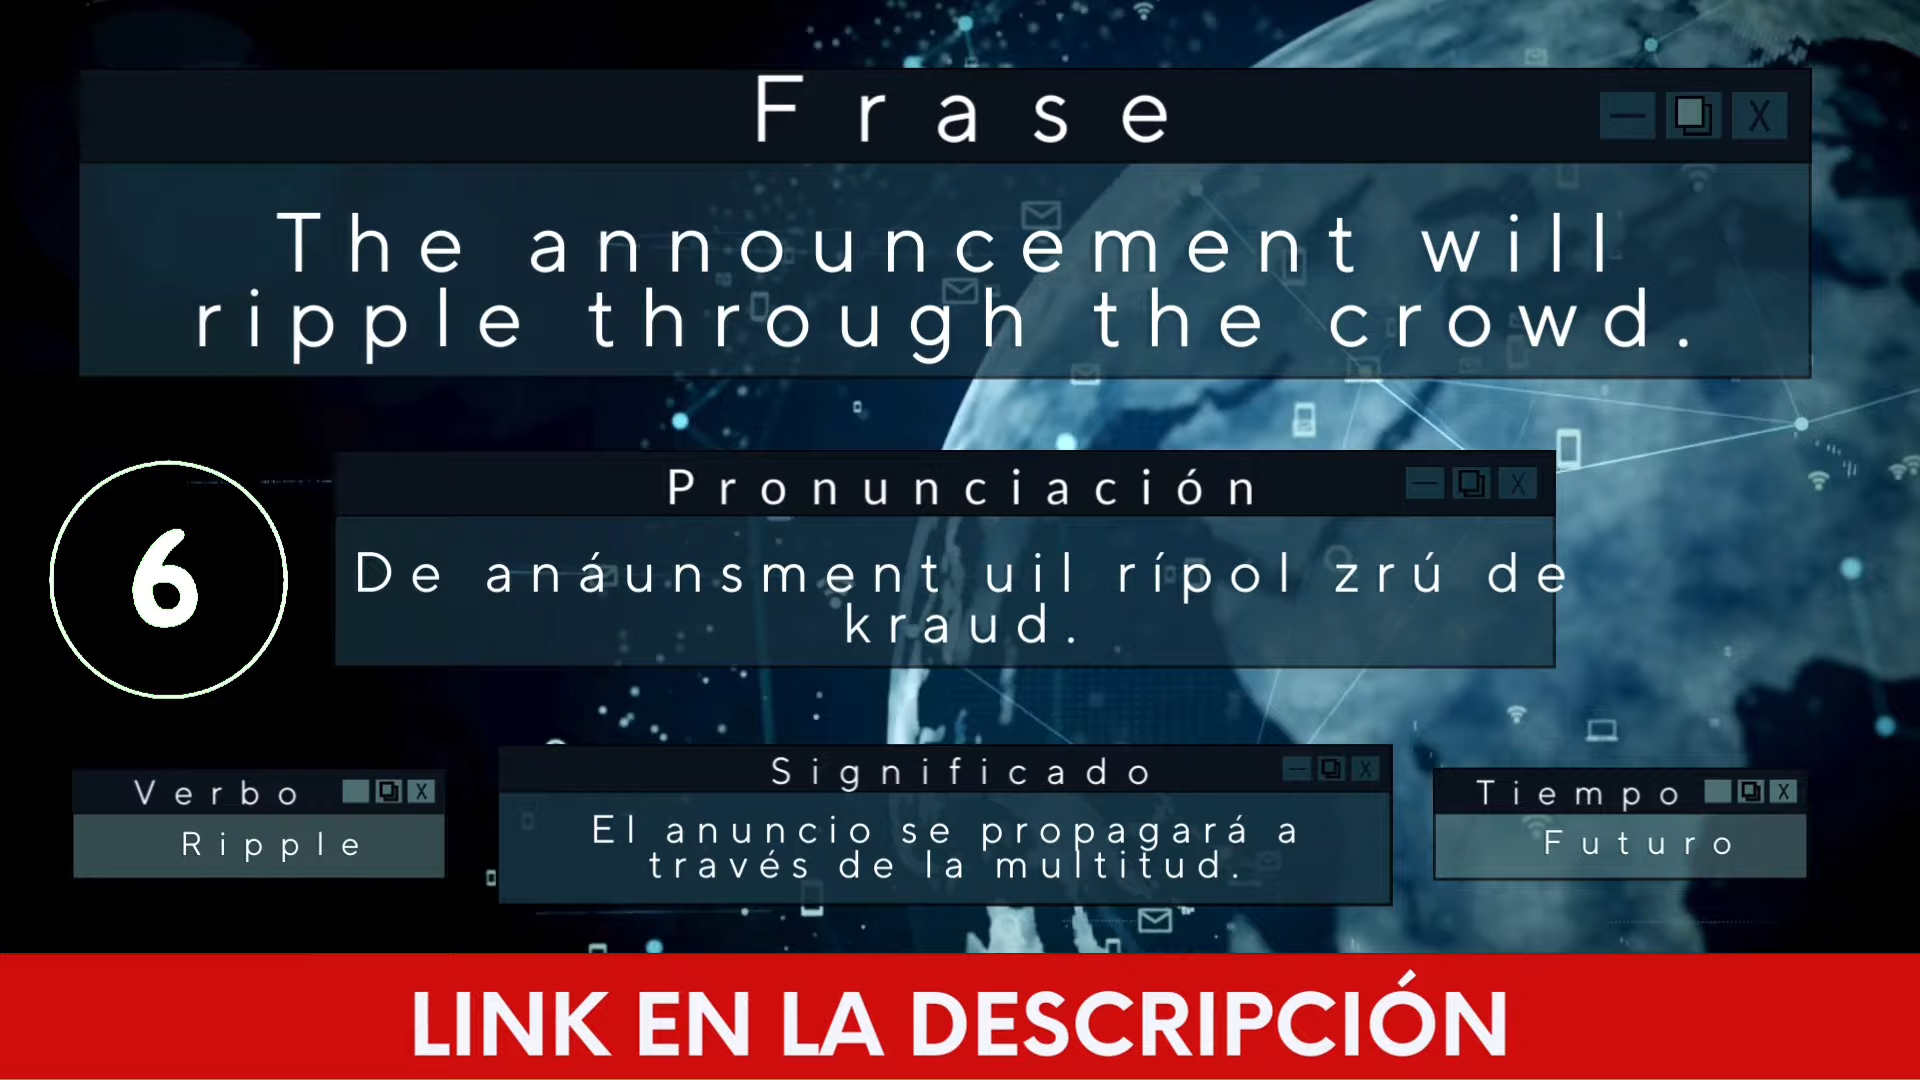 Frase
The announcement will
ripple through the crowd.
Pronunciación
De anáunsment uil rípol zrú de
kraud.
6
Verbo
Ripple
Significado
El anuncio se propagará a
través de la multitud.
Tiempo
Futuro
LINK EN LA DESCRIPCIÓN